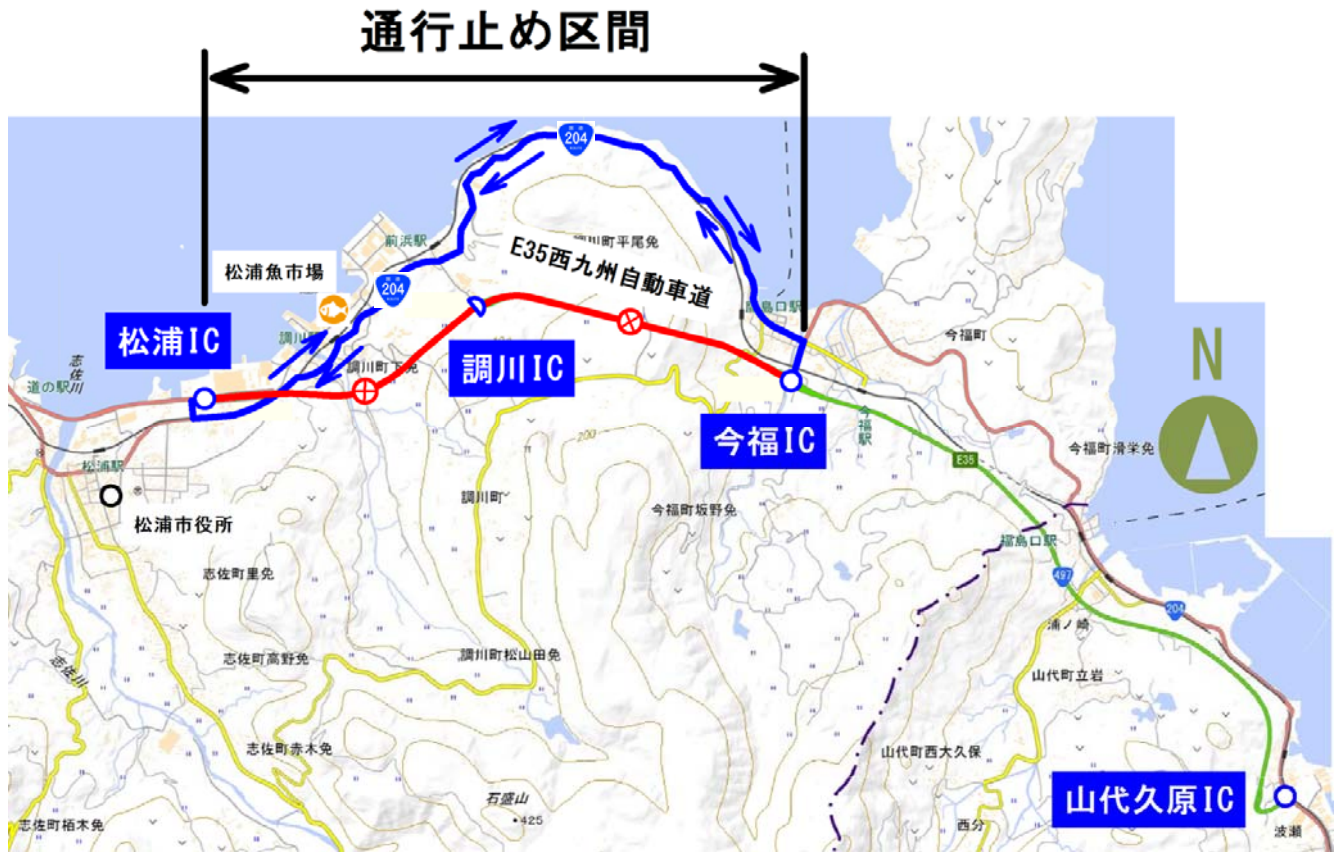 通行止め区間
204
前浜駅
調川町平尾免
E35西九州自動車道
松浦魚市場
204
福島口駅
松浦IC
調川駅
志佐川
今福町
N
道の駅
調川町下免
調川IC
今福IC
今福駅
200
松浦駅
E35
今福町滑栄免
松浦市役所
調川町
今福町坂野免
福島口駅
497
204
志佐町里免
浦ノ崎
志佐町高野免
調川町松山田免
山代町立岩
志佐川
志佐町赤木免
山代町西大久保
石盛山
425
山代久原IC
志佐町栢木免
西分
波瀬